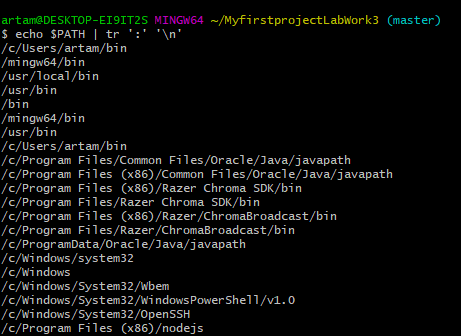 artam@DESKTOP-EI9IT2S MINGW64 ~/MyfirstprojectLabWork3 (master)
$ echo $PATH | tr ':' '\n'
/c/Users/artam/bin
/mingw64/bin
/usr/local/bin
/usr/bin
/bin
/mingw64/bin
/usr/bin
/c/Users/artam/bin
/c/Program Files/Common Files/Oracle/Java/javapath
/c/Program Files (x86)/Common Files/Oracle/Java/javapath
/c/Program Files (x86)/Razer Chroma SDK/bin
/c/Program Files/Razer Chroma SDK/bin
/c/Program Files (x86)/Razer/ChromaBroadcast/bin
/c/Program Files/Razer/ChromaBroadcast/bin
/c/ProgramData/Oracle/Java/javapath
/c/Windows/system32
/c/Windows
/c/Windows/System32/Wbem
/c/Windows/System32/WindowsPowerShell/v1.0
/c/Windows/System32/OpenSSH
/c/Program Files (x86)/nodejs